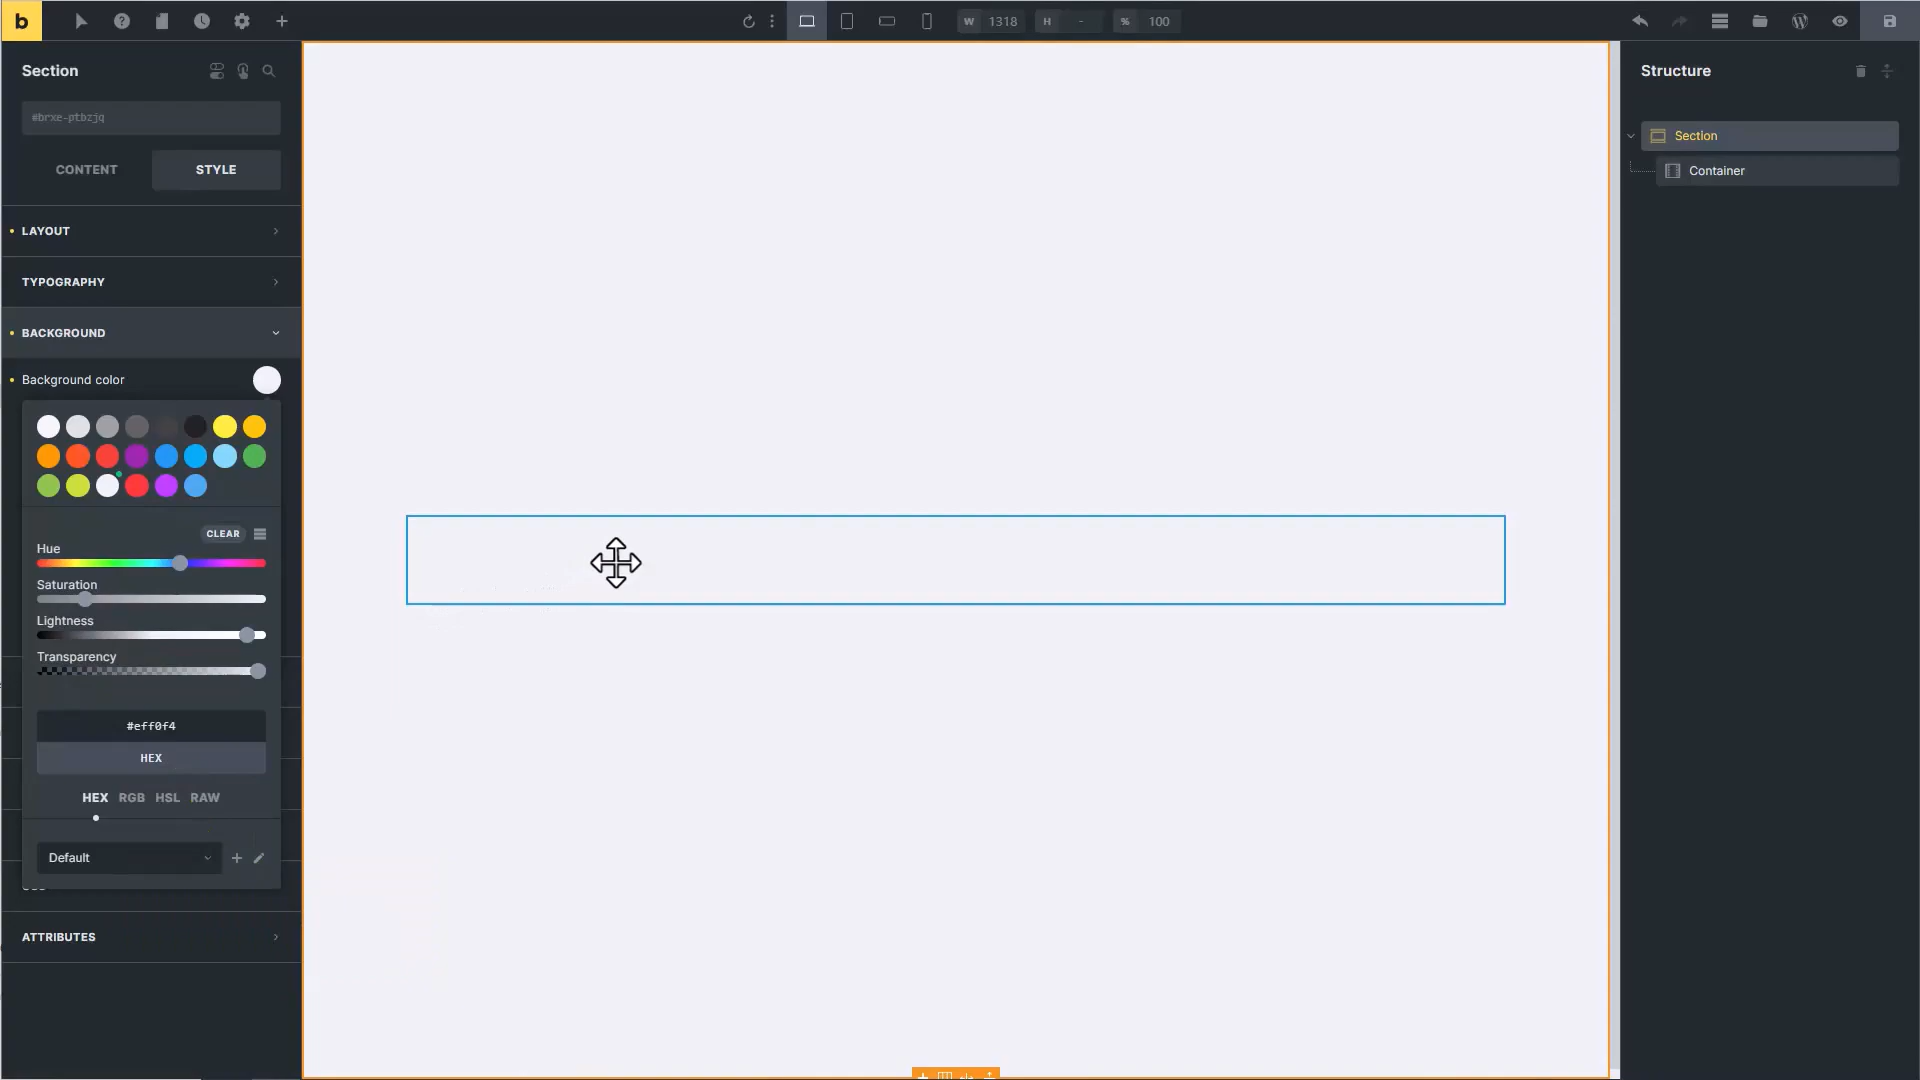 b
W 1318 H - % 100
Section
#brxe-ptbzjq
CONTENT STYLE
LAYOUT
TYPOGRAPHY
BACKGROUND
Background color
CLEAR
Hue
Saturation
Lightness
Transparency
#eff0f4
HEX
HEX RGB HSL RAW
Default
ATTRIBUTES
Structure
Section
Container